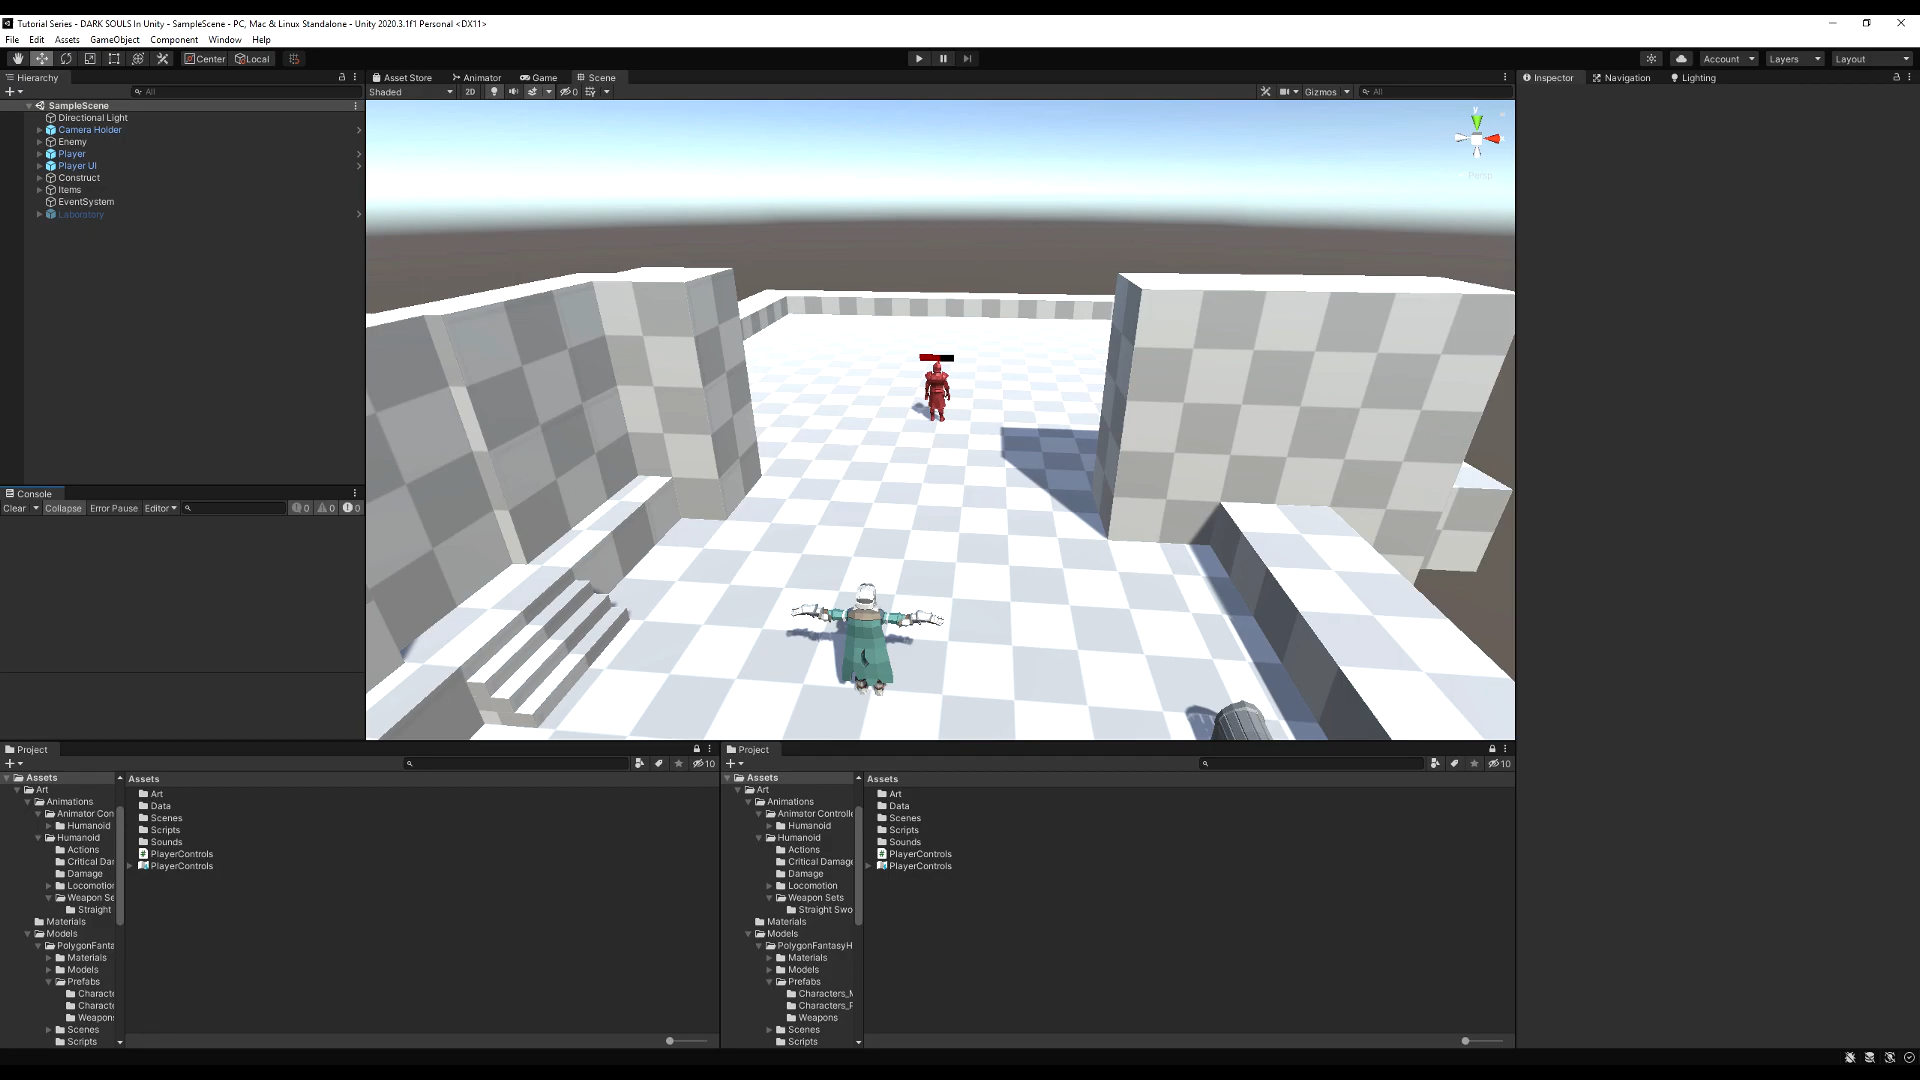 Tutorial Series - DARK SOULS In Unity - SampleScene - PC, Mac & Linux Standalone - Unity 2020.3.1f1 Personal <DX11>
File Edit Assets GameObject Component Window Help
Center Local Account Layers Layout
Hierarchy Asset Store Animator Game Scene Inspector Navigation Lighting
All Shaded 2D 0 Gizmos All
SampleScene
Directional Light
Camera Holder
Enemy
Player
Player UI
Construct
Items
EventSystem
Laboratory
y
Persp
Console
Clear Collapse Error Pause Editor 0 0 0
Project
10
Assets
Art
Animations
Animator Con
Humanoid
Humanoid
Actions
Critical Dar
Damage
Locomotion
Weapon Se
Straight
Materials
Models
PolygonFanta
Materials
Models
Prefabs
Characte
Characte
Weapons
Scenes
Scripts
Assets
Art
Data
Scenes
Scripts
Sounds
PlayerControls
PlayerControls
Project
10
Assets
Art
Animations
Animator Controlle
Humanoid
Humanoid
Actions
Critical Damage
Damage
Locomotion
Weapon Sets
Straight Swo
Materials
Models
PolygonFantasyH
Materials
Models
Prefabs
Characters_M
Characters_F
Weapons
Scenes
Scripts
Assets
Art
Data
Scenes
Scripts
Sounds
PlayerControls
PlayerControls